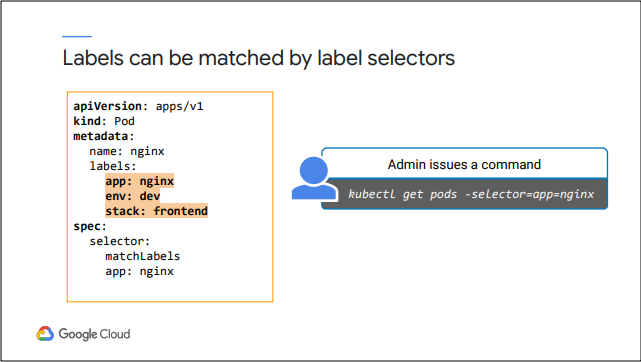 Labels can be matched by label selectors
apiVersion: apps/v1
kind: Pod
metadata:
name: nginx
labels:
app: nginx
env: dev
stack: frontend
spec:
selector:
matchLabels
app: nginx
Admin issues a command
kubectl get pods -selector=app=nginx
Google Cloud